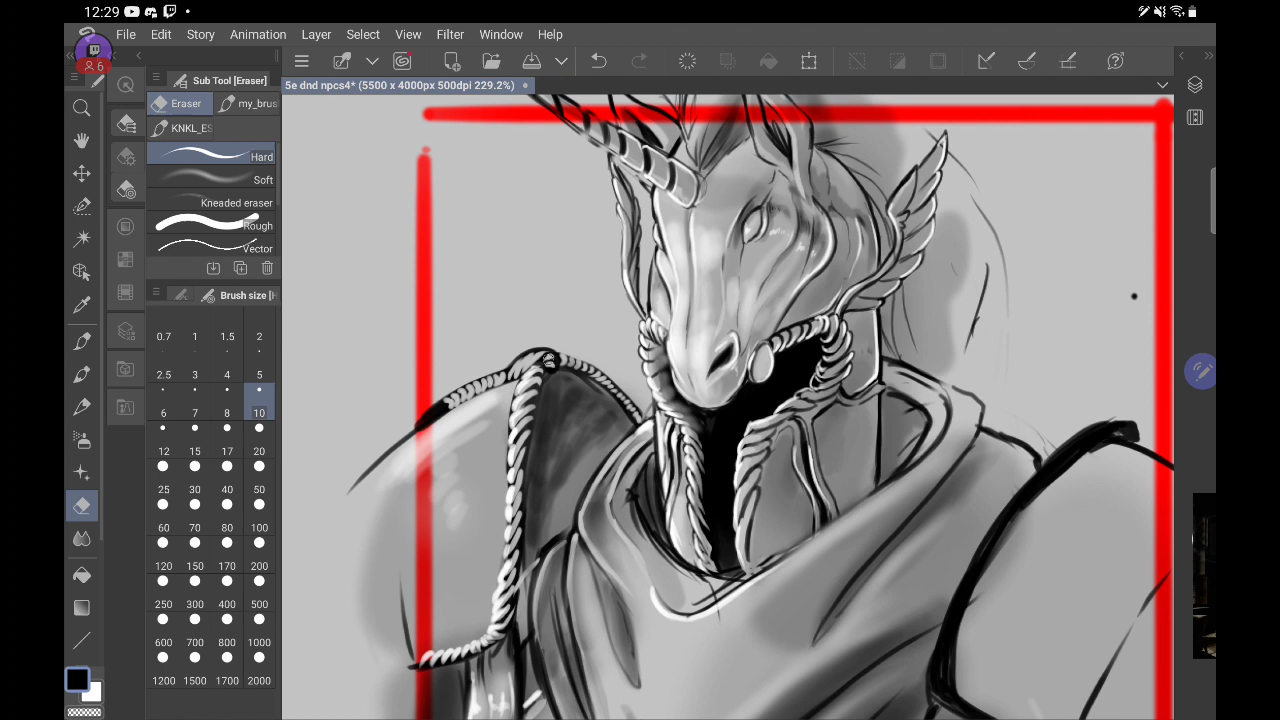 12:29
File Edit Story Animation Layer Select View Filter Window Help
6
Sub Tool [Eraser]
5e dnd npcs4* (5500 x 4000px 500dpi 229.2%)
Eraser my_brus
KNKL_ES
Hard
Soft
Kneaded eraser
Rough
Vector
Brush size [H
0.7 1 1.5 2
2.5 3 4 5
6 7 8 10
12 15 17 20
25 30 40 50
60 70 80 100
120 150 170 200
250 300 400 500
600 700 800 1000
1200 1500 1700 2000